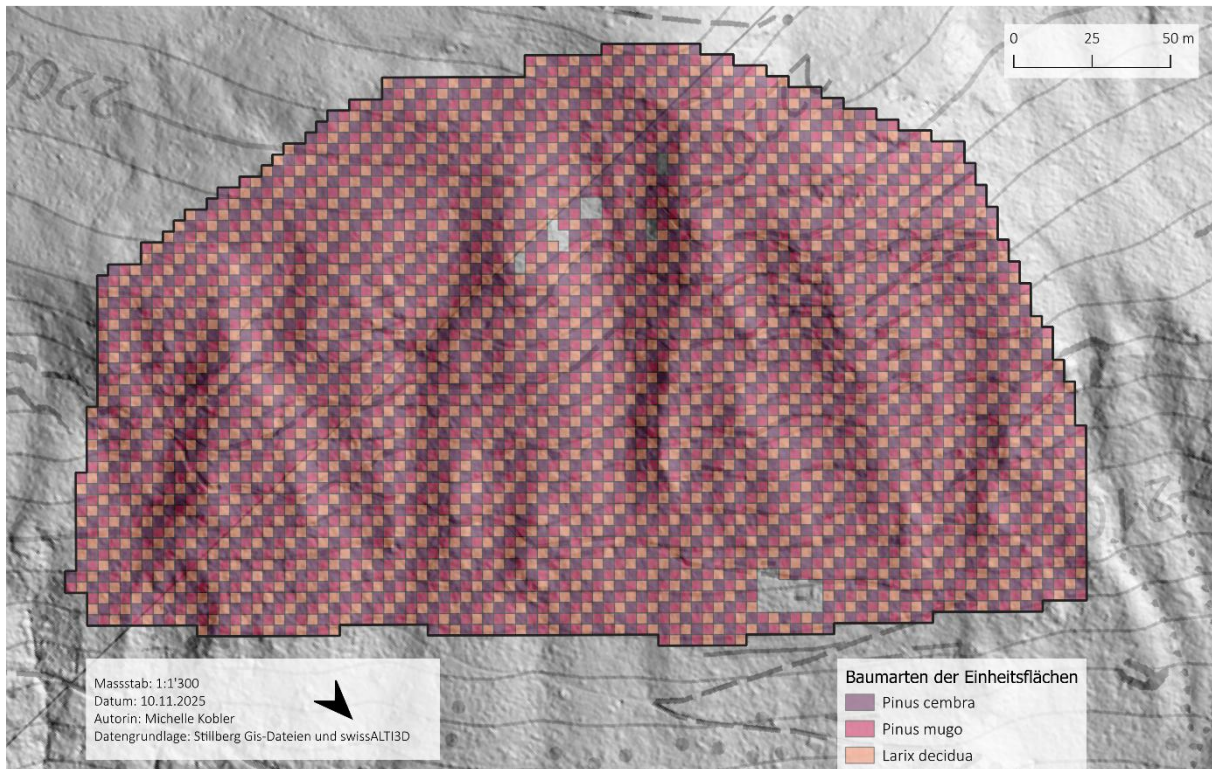 0 25 50 m
Massstab: 1:1'300
Datum: 10.11.2025
Autorin: Michelle Kobler
Datengrundlage: Stillberg Gis-Dateien und swissALTI3D
Baumarten der Einheitsflächen
Pinus cembra
Pinus mugo
Larix decidua